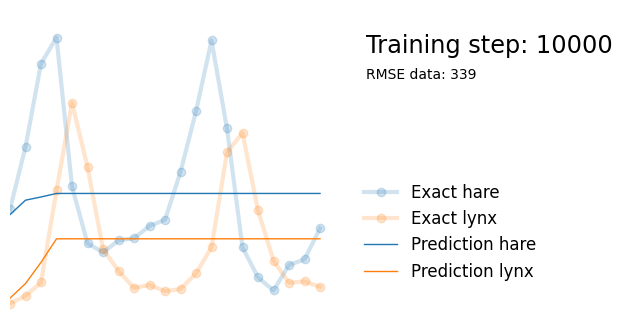 Training step: 10000
RMSE data: 339
Exact hare
Exact lynx
Prediction hare
Prediction lynx